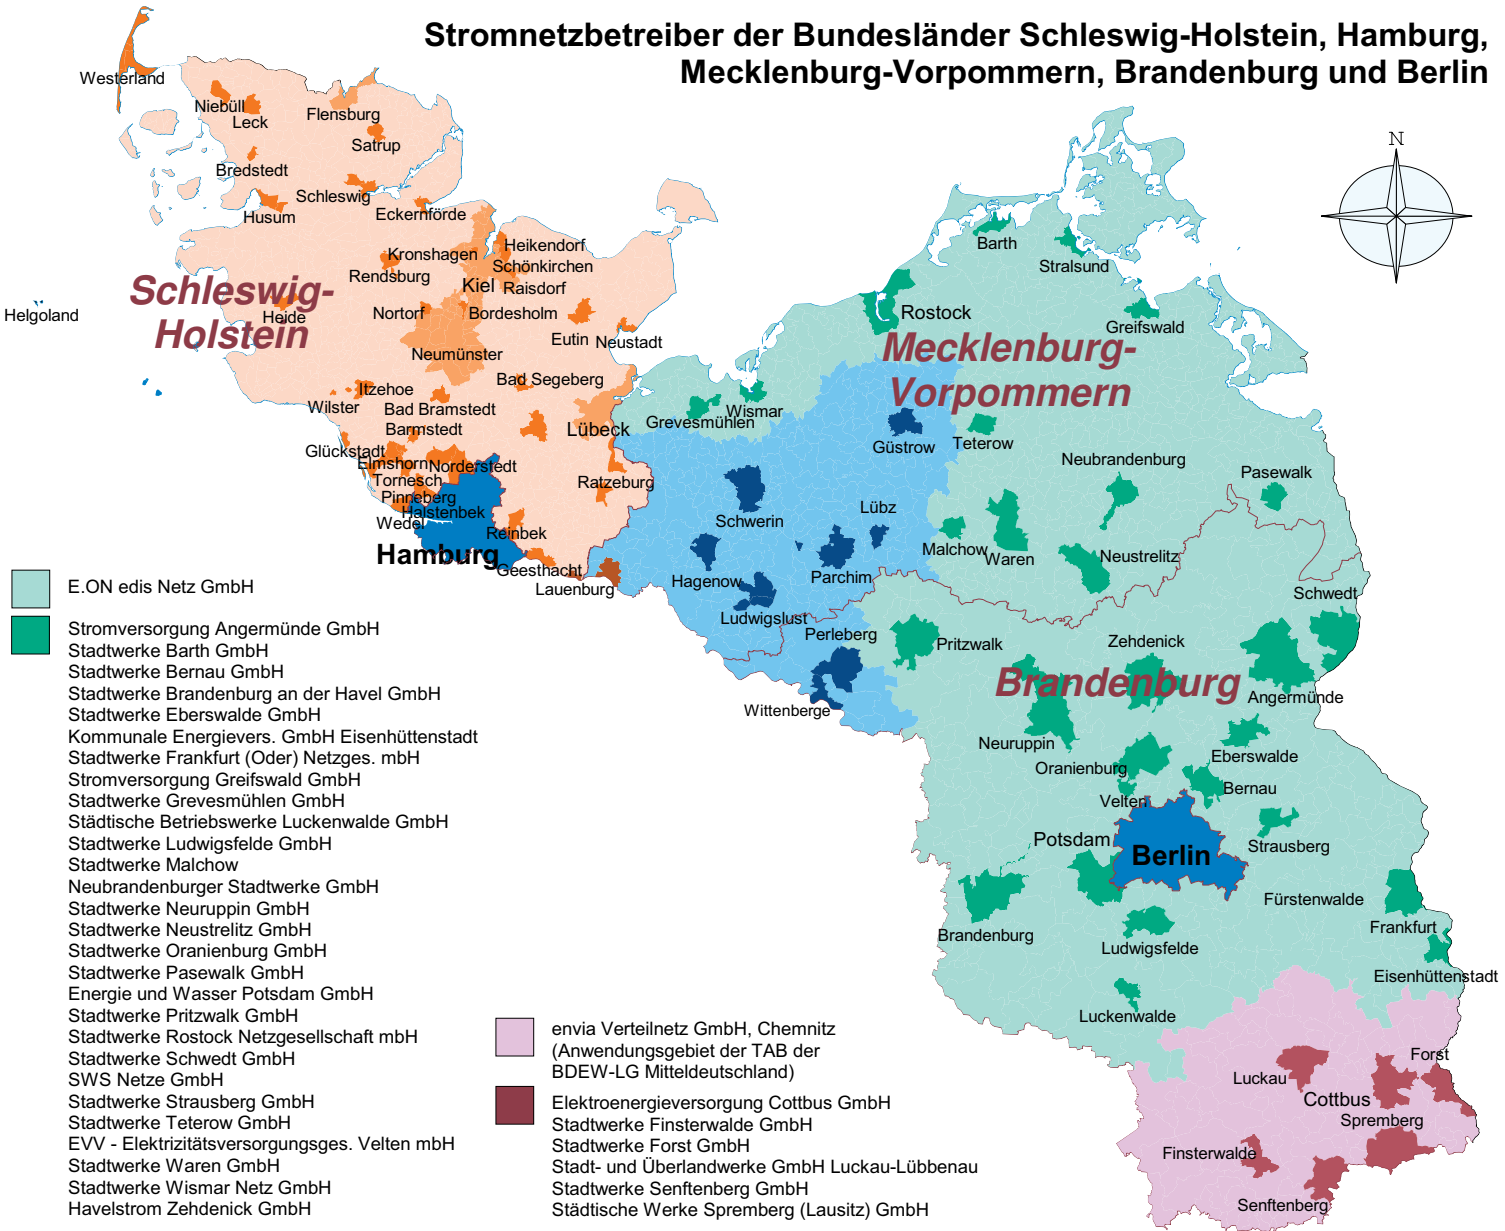 Stromnetzbetreiber der Bundesländer Schleswig-Holstein, Hamburg,
Mecklenburg-Vorpommern, Brandenburg und Berlin
N
Westerland
Niebüll
Leck
Flensburg
Satrup
Bredstedt
Schleswig
Husum
Eckernförde
Kronshagen
Heikendorf
Schönkirchen
Rendsburg
Kiel
Raisdorf
Schleswig-
Holstein
Helgoland
Heide
Nortorf
Bordesholm
Eutin
Neustadt
Neumünster
Bad Segeberg
Itzehoe
Wilster
Bad Bramstedt
Barmstedt
Lübeck
Glückstadt
Elmshorn
Norderstedt
Tornesch
Pinneberg
Ratzeburg
Halstenbek
Wedel
Reinbek
Hamburg
Geesthacht
Lauenburg
Barth
Stralsund
Rostock
Greifswald
Mecklenburg-
Vorpommern
Grevesmühlen
Wismar
Güstrow
Teterow
Neubrandenburg
Pasewalk
Schwerin
Lübz
Malchow
Waren
Neustrelitz
Hagenow
Parchim
Ludwigslust
Schwedt
Perleberg
Pritzwalk
Zehdenick
Brandenburg
Angermünde
Wittenberge
Neuruppin
Oranienburg
Eberswalde
Bernau
Velten
Potsdam
Berlin
Strausberg
Fürstenwalde
Frankfurt
Brandenburg
Ludwigsfelde
Eisenhüttenstadt
Luckenwalde
Forst
Luckau
Cottbus
Spremberg
Finsterwalde
Senftenberg
E.ON edis Netz GmbH
Stromversorgung Angermünde GmbH
Stadtwerke Barth GmbH
Stadtwerke Bernau GmbH
Stadtwerke Brandenburg an der Havel GmbH
Stadtwerke Eberswalde GmbH
Kommunale Energievers. GmbH Eisenhüttenstadt
Stadtwerke Frankfurt (Oder) Netzges. mbH
Stromversorgung Greifswald GmbH
Stadtwerke Grevesmühlen GmbH
Städtische Betriebswerke Luckenwalde GmbH
Stadtwerke Ludwigsfelde GmbH
Stadtwerke Malchow
Neubrandenburger Stadtwerke GmbH
Stadtwerke Neuruppin GmbH
Stadtwerke Neustrelitz GmbH
Stadtwerke Oranienburg GmbH
Stadtwerke Pasewalk GmbH
Energie und Wasser Potsdam GmbH
Stadtwerke Pritzwalk GmbH
Stadtwerke Rostock Netzgesellschaft mbH
Stadtwerke Schwedt GmbH
SWS Netze GmbH
Stadtwerke Strausberg GmbH
Stadtwerke Teterow GmbH
EVV - Elektrizitätsversorgungsges. Velten mbH
Stadtwerke Waren GmbH
Stadtwerke Wismar Netz GmbH
Havelstrom Zehdenick GmbH
envia Verteilnetz GmbH, Chemnitz
(Anwendungsgebiet der TAB der
BDEW-LG Mitteldeutschland)
Elektroenergieversorgung Cottbus GmbH
Stadtwerke Finsterwalde GmbH
Stadtwerke Forst GmbH
Stadt- und Überlandwerke GmbH Luckau-Lübbenau
Stadtwerke Senftenberg GmbH
Städtische Werke Spremberg (Lausitz) GmbH